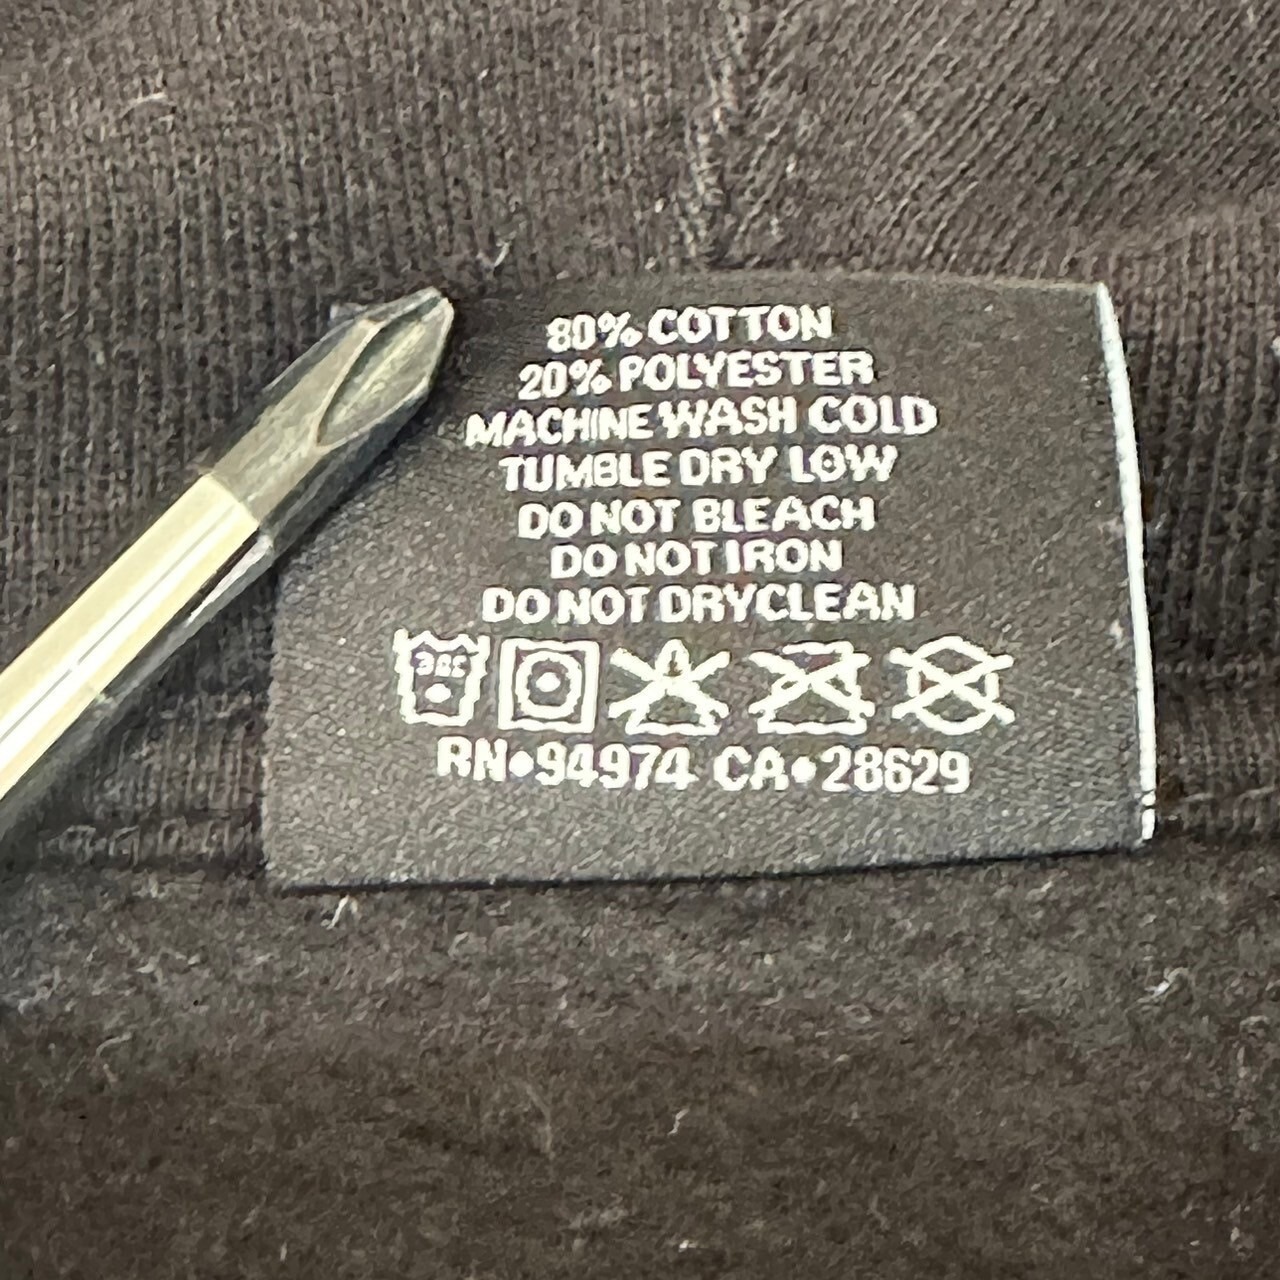 80% COTTON
20% POLYESTER
MACHINE WASH COLD
TUMBLE DRY LOW
DO NOT BLEACH
DO NOT IRON
DO NOT DRYCLEAN
30C
RN•94974 CA•28629